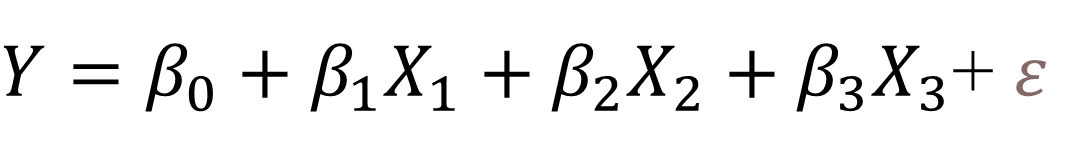 Y = β₀ + β₁X₁ + β₂X₂ + β₃X₃ + ε